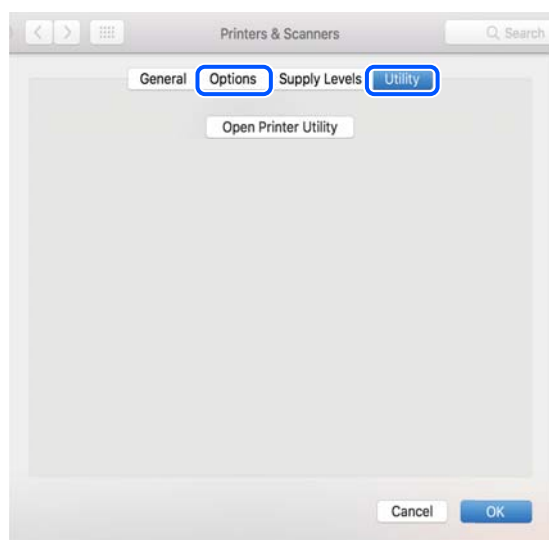 Printers & Scanners Search
General Options Supply Levels Utility
Open Printer Utility
Cancel OK